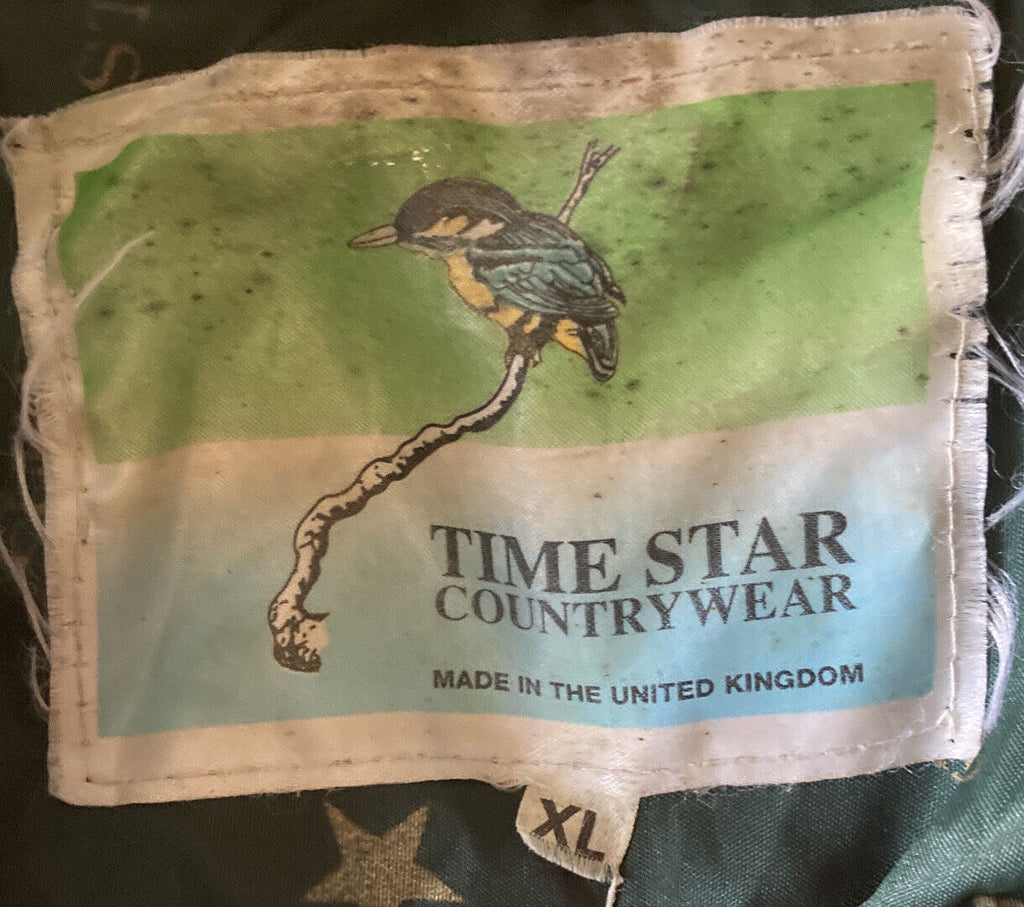 TIME STAR
COUNTRYWEAR
MADE IN THE UNITED KINGDOM
XL